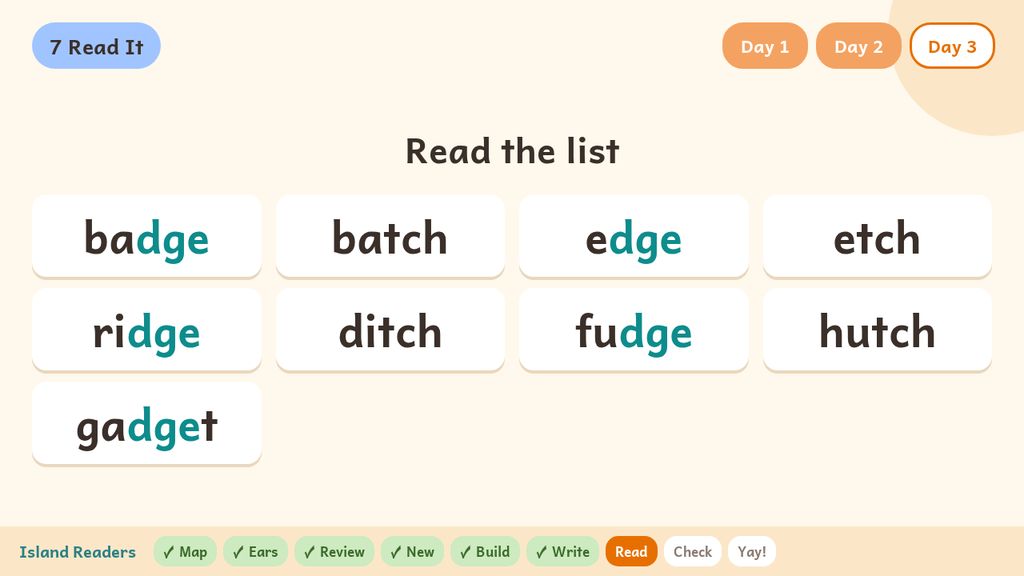 7 Read It
Day 1 Day 2 Day 3
Read the list
badge batch edge etch
ridge ditch fudge hutch
gadget
Island Readers ✓ Map ✓ Ears ✓ Review ✓ New ✓ Build ✓ Write Read Check Yay!